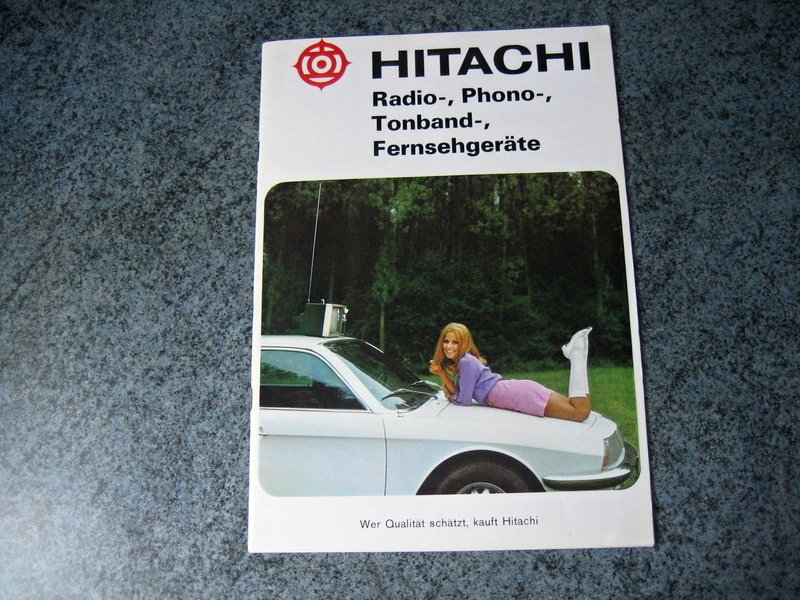 HITACHI
Radio-, Phono-,
Tonband-,
Fernsehgeräte
Wer Qualität schätzt, kauft Hitachi